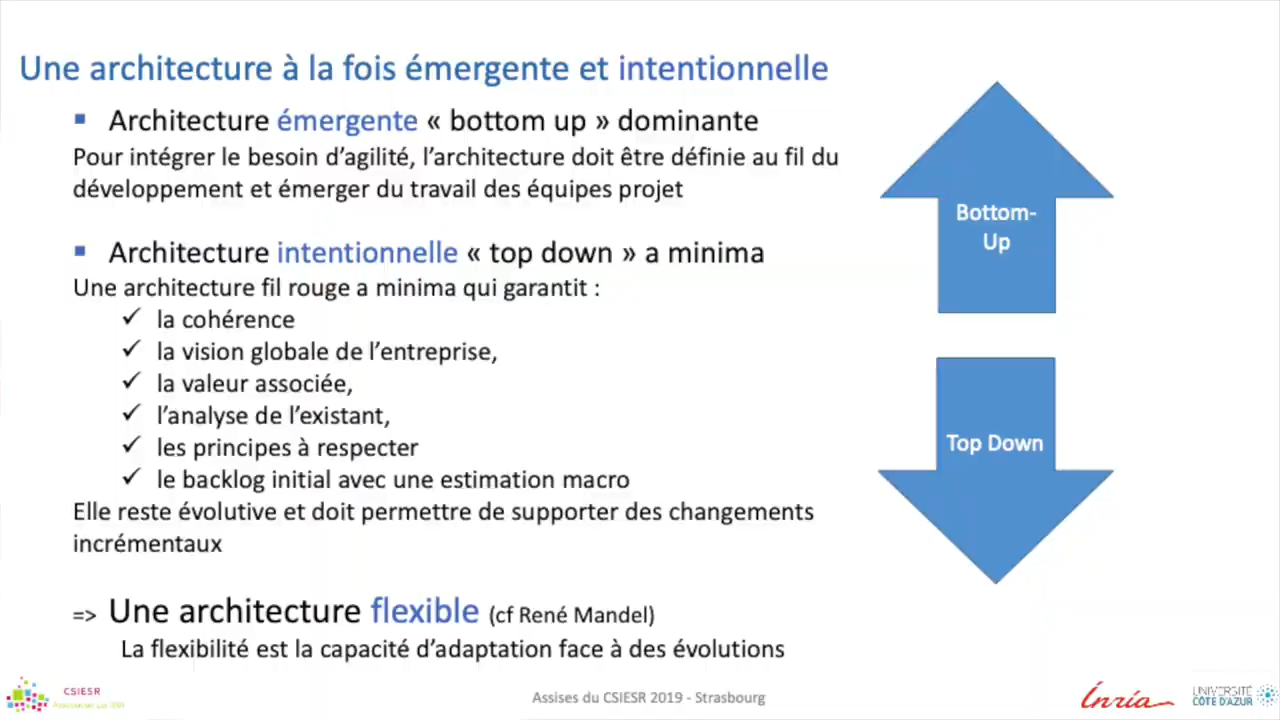 Une architecture à la fois émergente et intentionnelle
▪ Architecture émergente « bottom up » dominante
Pour intégrer le besoin d’agilité, l’architecture doit être définie au fil du
développement et émerger du travail des équipes projet
▪ Architecture intentionnelle « top down » a minima
Une architecture fil rouge a minima qui garantit :
✓ la cohérence
✓ la vision globale de l’entreprise,
✓ la valeur associée,
✓ l’analyse de l’existant,
✓ les principes à respecter
✓ le backlog initial avec une estimation macro
Elle reste évolutive et doit permettre de supporter des changements
incrémentaux
=> Une architecture flexible (cf René Mandel)
La flexibilité est la capacité d’adaptation face à des évolutions
Bottom-
Up
Top Down
CSIESR
Assises du CSIESR 2019 - Strasbourg
Inria
UNIVERSITÉ
CÔTE D’AZUR